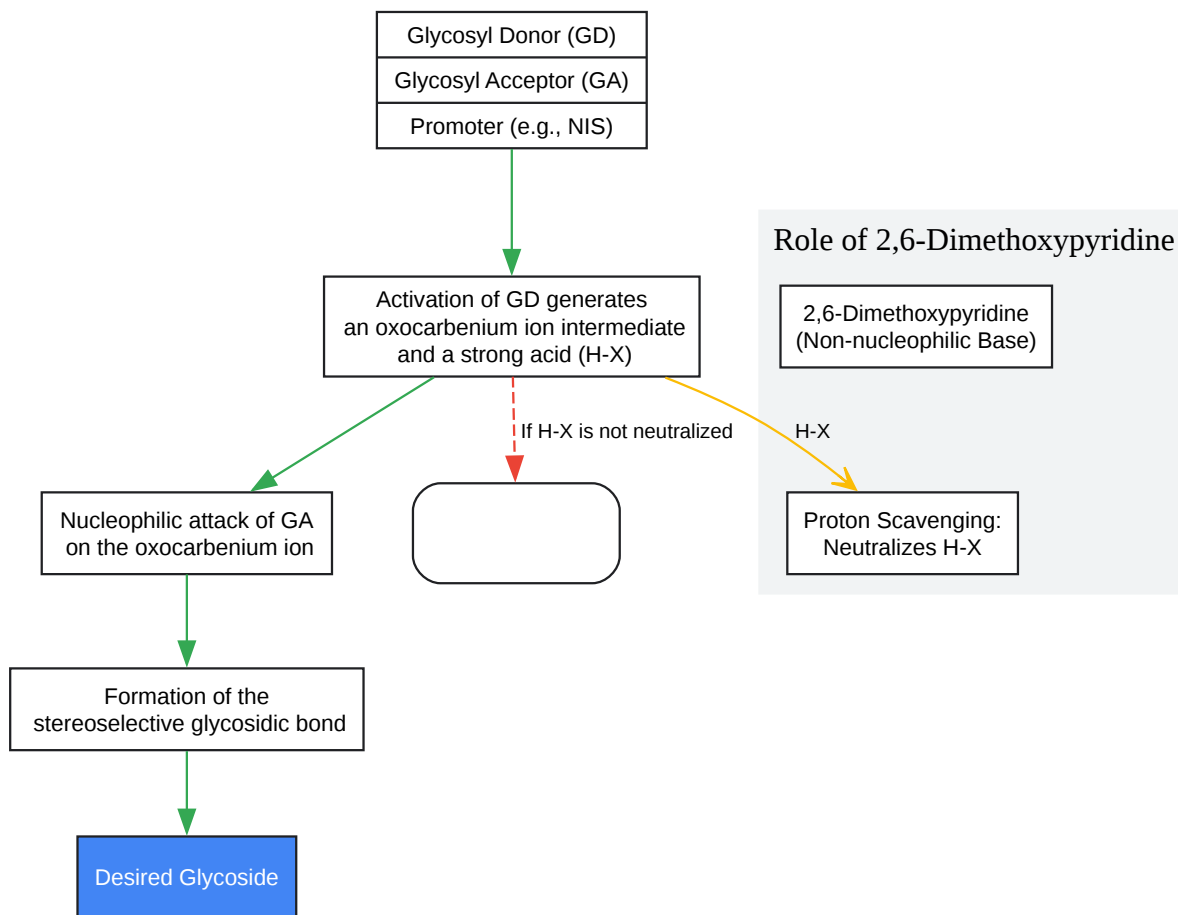 Glycosyl Donor (GD)
Glycosyl Acceptor (GA)
Promoter (e.g., NIS)
Role of 2,6-Dimethoxypyridine
Activation of GD generates
an oxocarbenium ion intermediate
and a strong acid (H-X)
2,6-Dimethoxypyridine
(Non-nucleophilic Base)
If H-X is not neutralized
H-X
Nucleophilic attack of GA
on the oxocarbenium ion
Proton Scavenging:
Neutralizes H-X
Formation of the
stereoselective glycosidic bond
Desired Glycoside